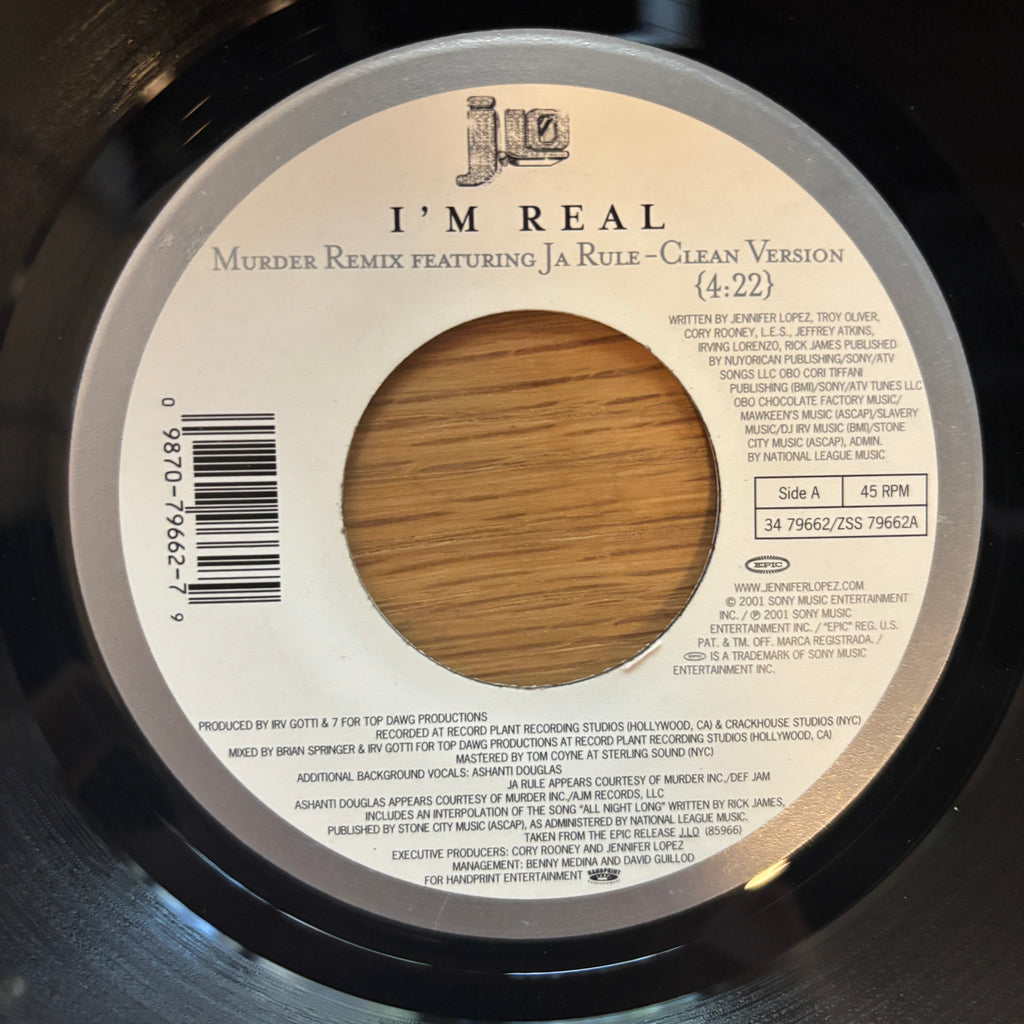 jLO
I'M REAL
MURDER REMIX FEATURING JA RULE – CLEAN VERSION
{4:22}
WRITTEN BY JENNIFER LOPEZ, TROY OLIVER,
CORY ROONEY, L.E.S., JEFFREY ATKINS,
IRVING LORENZO, RICK JAMES PUBLISHED
BY NUYORICAN PUBLISHING/SONY/ATV
SONGS LLC OBO CORI TIFFANI
PUBLISHING (BMI)/SONY/ATV TUNES LLC
OBO CHOCOLATE FACTORY MUSIC/
MAWKEEN'S MUSIC (ASCAP)/SLAVERY
MUSIC/DJ IRV MUSIC (BMI)/STONE
CITY MUSIC (ASCAP), ADMIN.
BY NATIONAL LEAGUE MUSIC
0 9870-79662-7 9
Side A 45 RPM
34 79662/ZSS 79662A
EPIC
WWW.JENNIFERLOPEZ.COM
© 2001 SONY MUSIC ENTERTAINMENT
INC. / ℗ 2001 SONY MUSIC
ENTERTAINMENT INC. / "EPIC" REG. U.S.
PAT. & TM. OFF. MARCA REGISTRADA. /
EPIC IS A TRADEMARK OF SONY MUSIC
ENTERTAINMENT INC.
PRODUCED BY IRV GOTTI & 7 FOR TOP DAWG PRODUCTIONS
RECORDED AT RECORD PLANT RECORDING STUDIOS (HOLLYWOOD, CA) & CRACKHOUSE STUDIOS (NYC)
MIXED BY BRIAN SPRINGER & IRV GOTTI FOR TOP DAWG PRODUCTIONS AT RECORD PLANT RECORDING STUDIOS (HOLLYWOOD, CA)
MASTERED BY TOM COYNE AT STERLING SOUND (NYC)
ADDITIONAL BACKGROUND VOCALS: ASHANTI DOUGLAS
JA RULE APPEARS COURTESY OF MURDER INC./DEF JAM
ASHANTI DOUGLAS APPEARS COURTESY OF MURDER INC./AJM RECORDS, LLC
INCLUDES AN INTERPOLATION OF THE SONG "ALL NIGHT LONG" WRITTEN BY RICK JAMES,
PUBLISHED BY STONE CITY MUSIC (ASCAP), AS ADMINISTERED BY NATIONAL LEAGUE MUSIC.
TAKEN FROM THE EPIC RELEASE J.LO (85966)
EXECUTIVE PRODUCERS: CORY ROONEY AND JENNIFER LOPEZ
MANAGEMENT: BENNY MEDINA AND DAVID GUILLOD
FOR HANDPRINT ENTERTAINMENT HANDPRINT